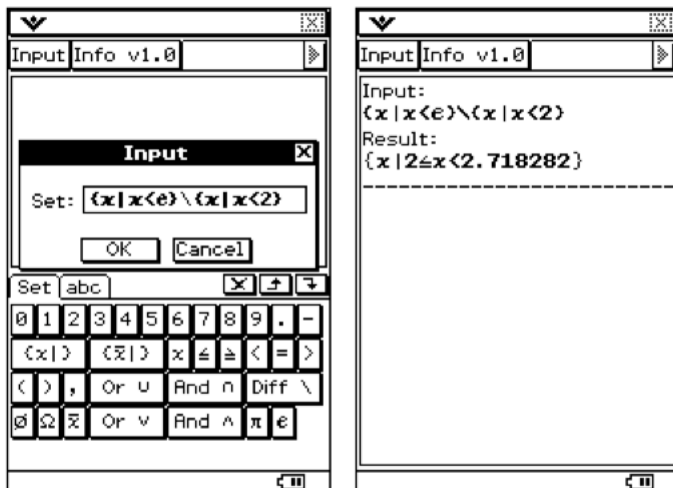 Input Info v1.0
Input
Set: {x|x<e}\{x|x<2}
OK Cancel
Set abc
0 1 2 3 4 5 6 7 8 9 . -
{x|} {x̅|} x ≤ ≥ < = >
( ) , Or ∪ And ∩ Diff \
Ø Ω x̅ Or ∨ And ∧ π e
Input Info v1.0
Input:
{x|x<e}\{x|x<2}
Result:
{x|2≤x<2.718282}